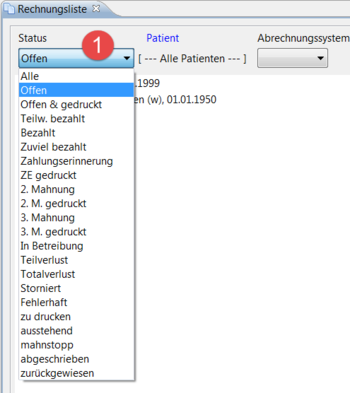 Rechnungsliste
Status Patient Abrechnungssystem
Offen [ --- Alle Patienten --- ]
1
.1999
en (w), 01.01.1950
Alle
Offen
Offen & gedruckt
Teilw. bezahlt
Bezahlt
Zuviel bezahlt
Zahlungserinnerung
ZE gedruckt
2. Mahnung
2. M. gedruckt
3. Mahnung
3. M. gedruckt
In Betreibung
Teilverlust
Totalverlust
Storniert
Fehlerhaft
zu drucken
ausstehend
mahnstopp
abgeschrieben
zurückgewiesen